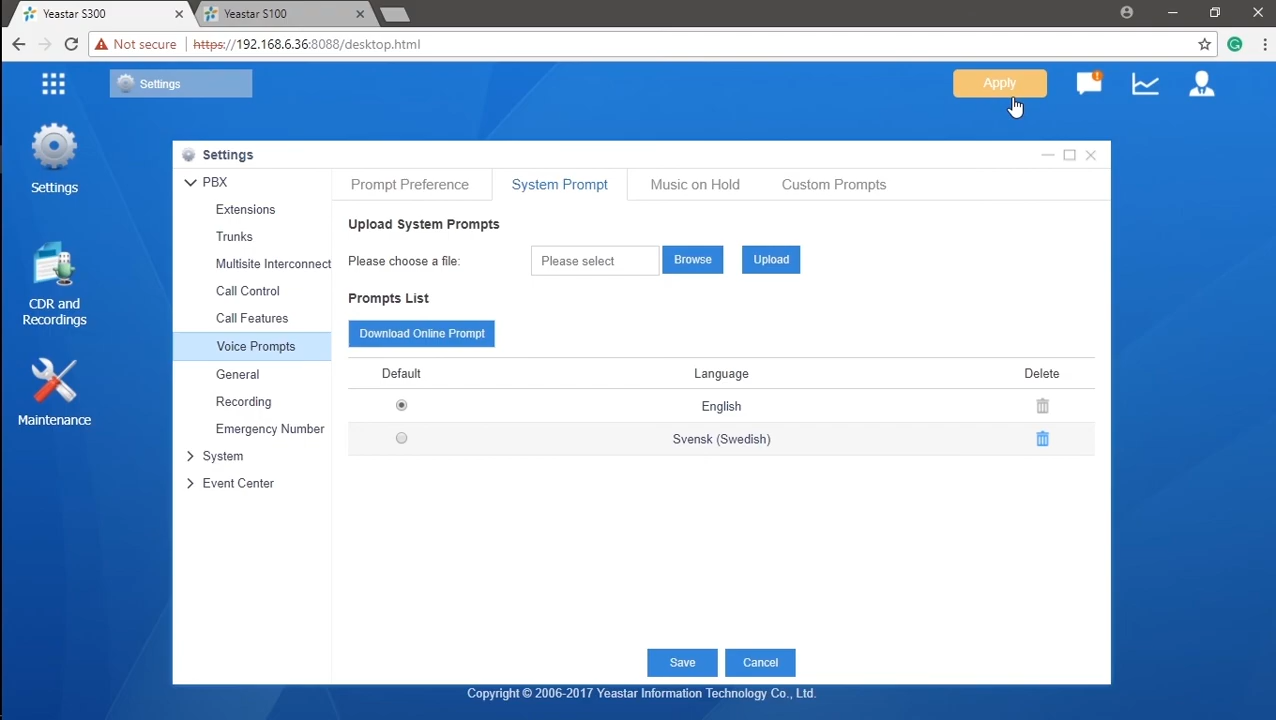 Yeastar S300
Yeastar S100
Not secure
https://192.168.6.36:8088/desktop.html
Settings
Apply
Settings
CDR and
Recordings
Maintenance
Settings
PBX
Extensions
Trunks
Multisite Interconnect
Call Control
Call Features
Voice Prompts
General
Recording
Emergency Number
System
Event Center
Prompt Preference
System Prompt
Music on Hold
Custom Prompts
Upload System Prompts
Please choose a file:
Please select
Browse
Upload
Prompts List
Download Online Prompt
Default
Language
Delete
English
Svensk (Swedish)
Save
Cancel
Copyright © 2006-2017 Yeastar Information Technology Co., Ltd.